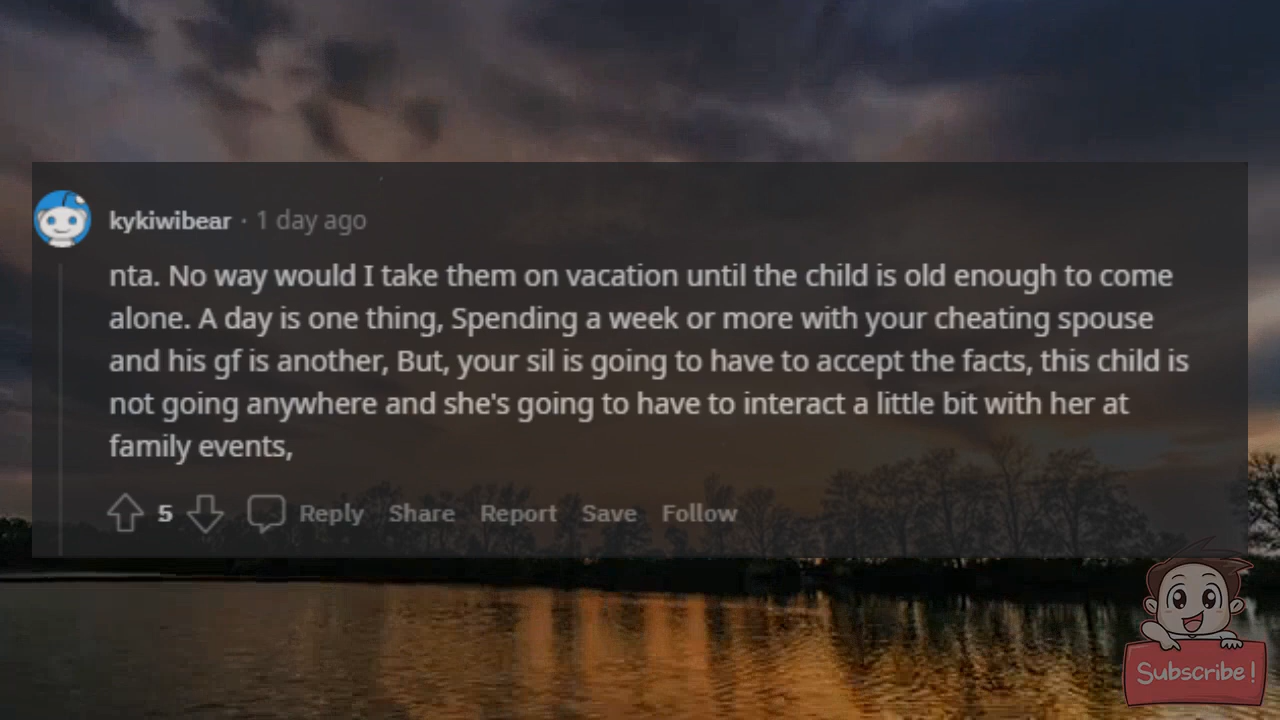 kykiwibear · 1 day ago
nta. No way would I take them on vacation until the child is old enough to come
alone. A day is one thing, Spending a week or more with your cheating spouse
and his gf is another, But, your sil is going to have to accept the facts, this child is
not going anywhere and she's going to have to interact a little bit with her at
family events,
5 Reply Share Report Save Follow
Subscribe!